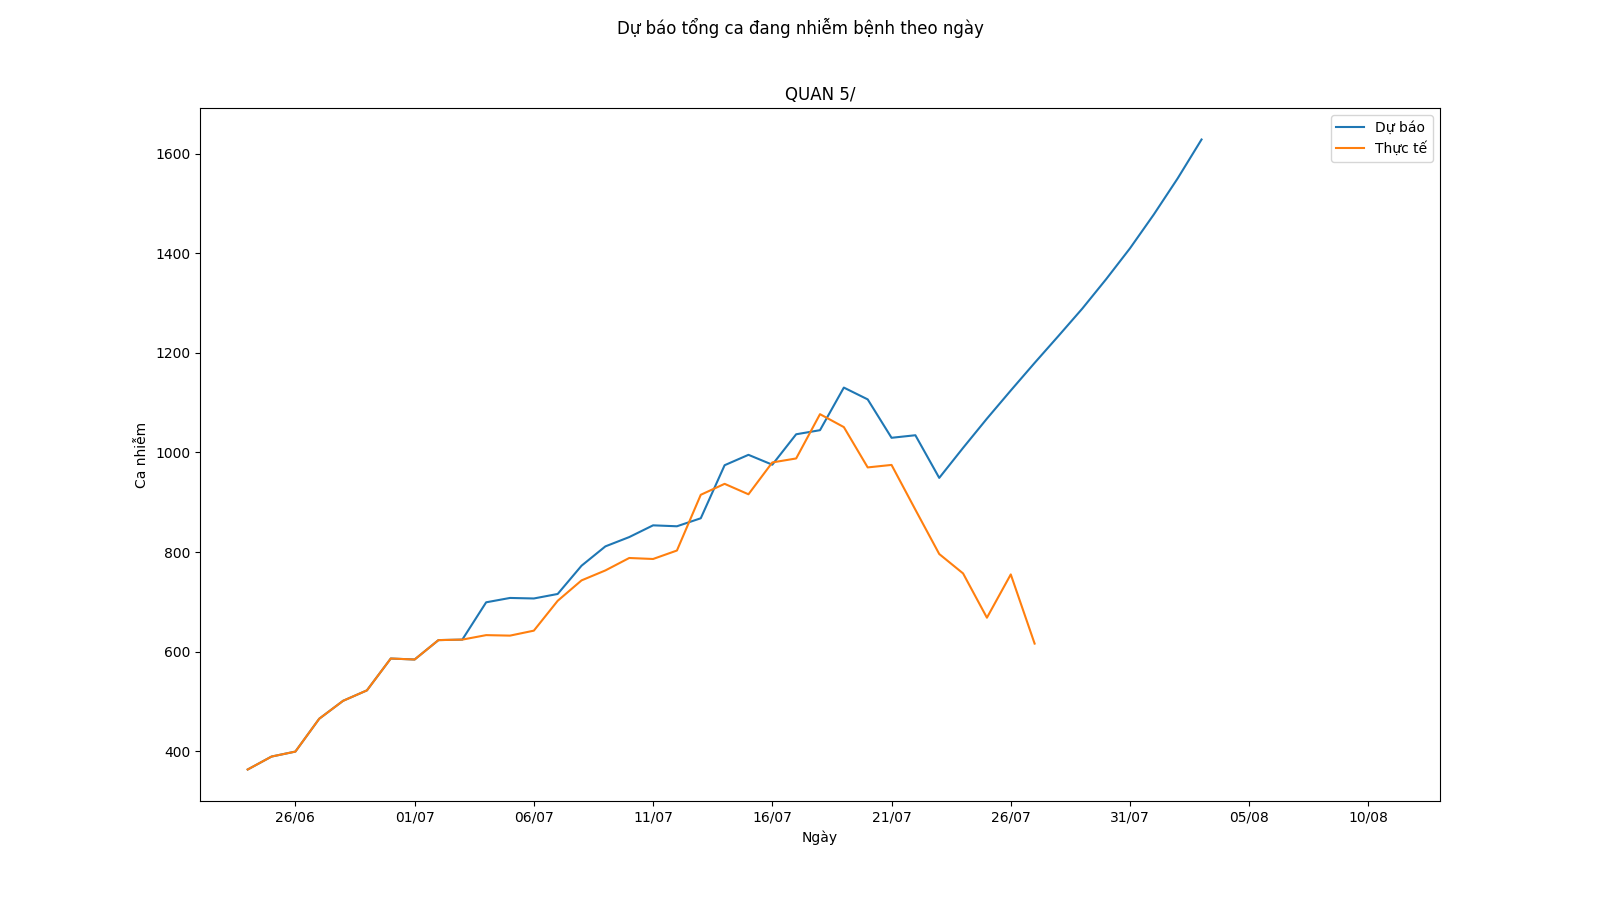 Dự báo tổng ca đang nhiễm bệnh theo ngày
QUAN 5/
Dự báo
Thực tế
1600
1400
1200
1000
800
600
400
Ca nhiễm
26/06
01/07
06/07
11/07
16/07
21/07
26/07
31/07
05/08
10/08
Ngày